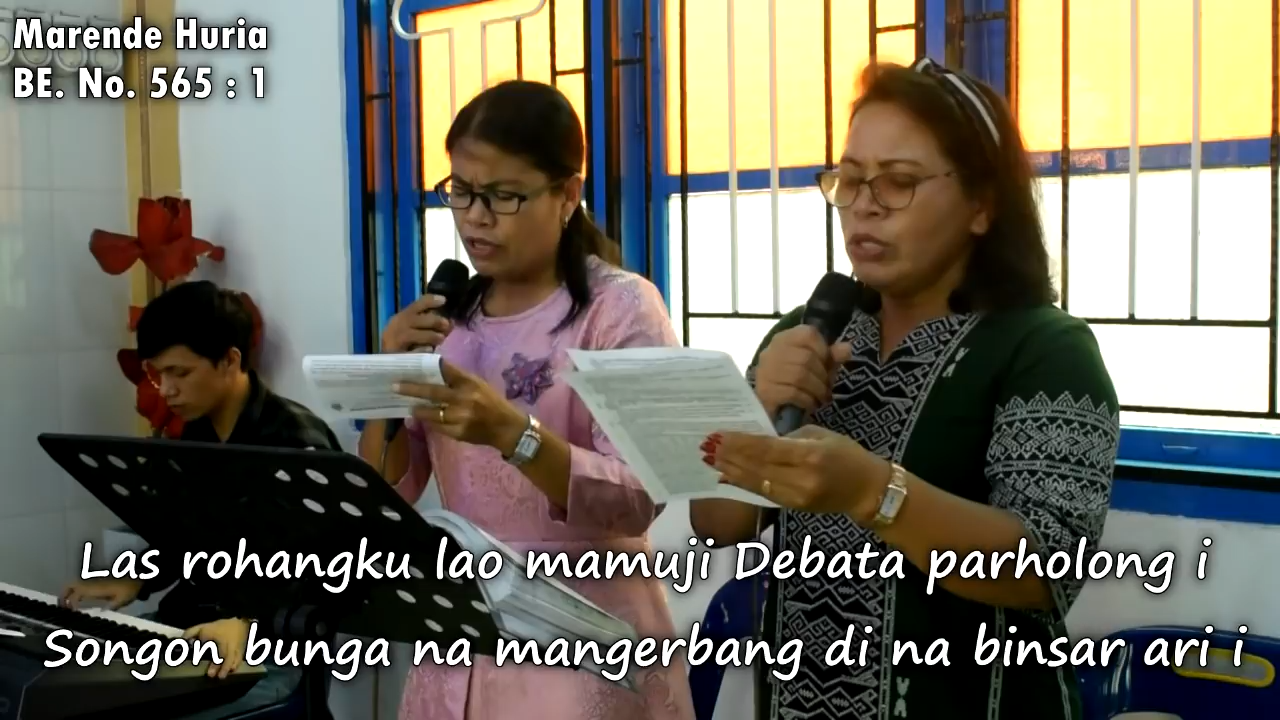 Marende Huria
BE. No. 565 : 1
Las rohangku lao mamuji Debata parholong i
Songon bunga na mangerbang di na binsar ari i